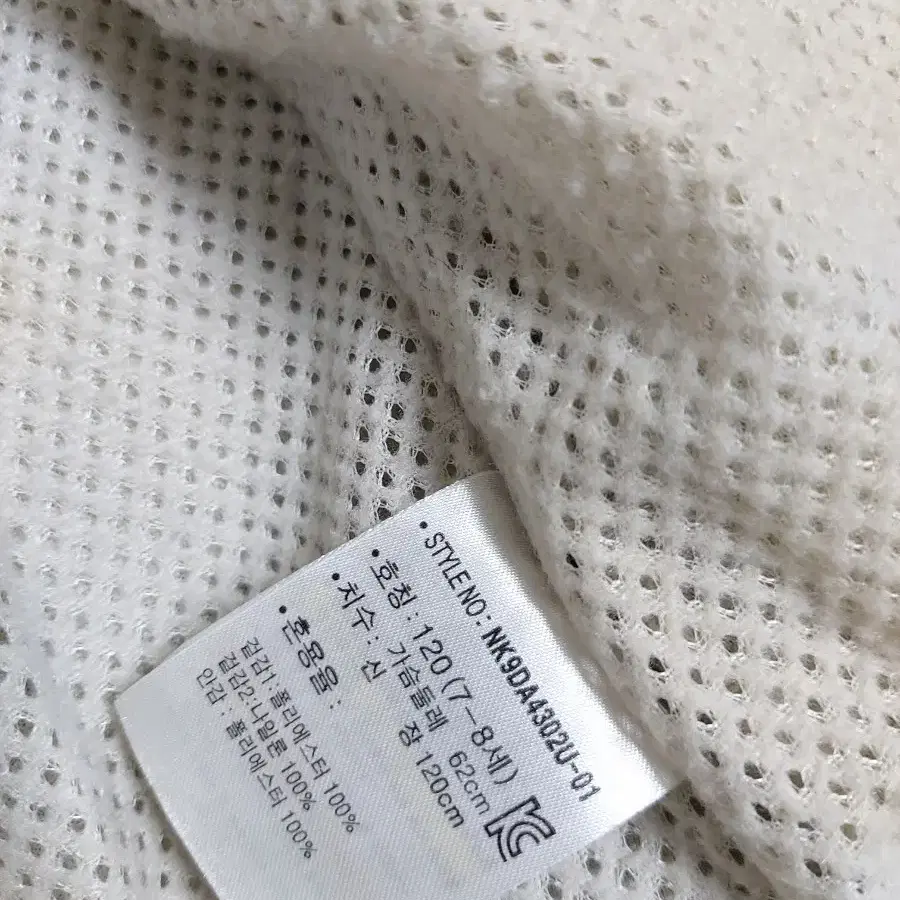 • STYLE NO : NK9DA4302U-01
• 호칭 : 120 (7-8세)
• 치수 : 가슴둘레 62cm
신 장 120cm
• 혼용율 :
겉감1:폴리에스터 100%
겉감2:나일론 100%
안감 : 폴리에스터 100%